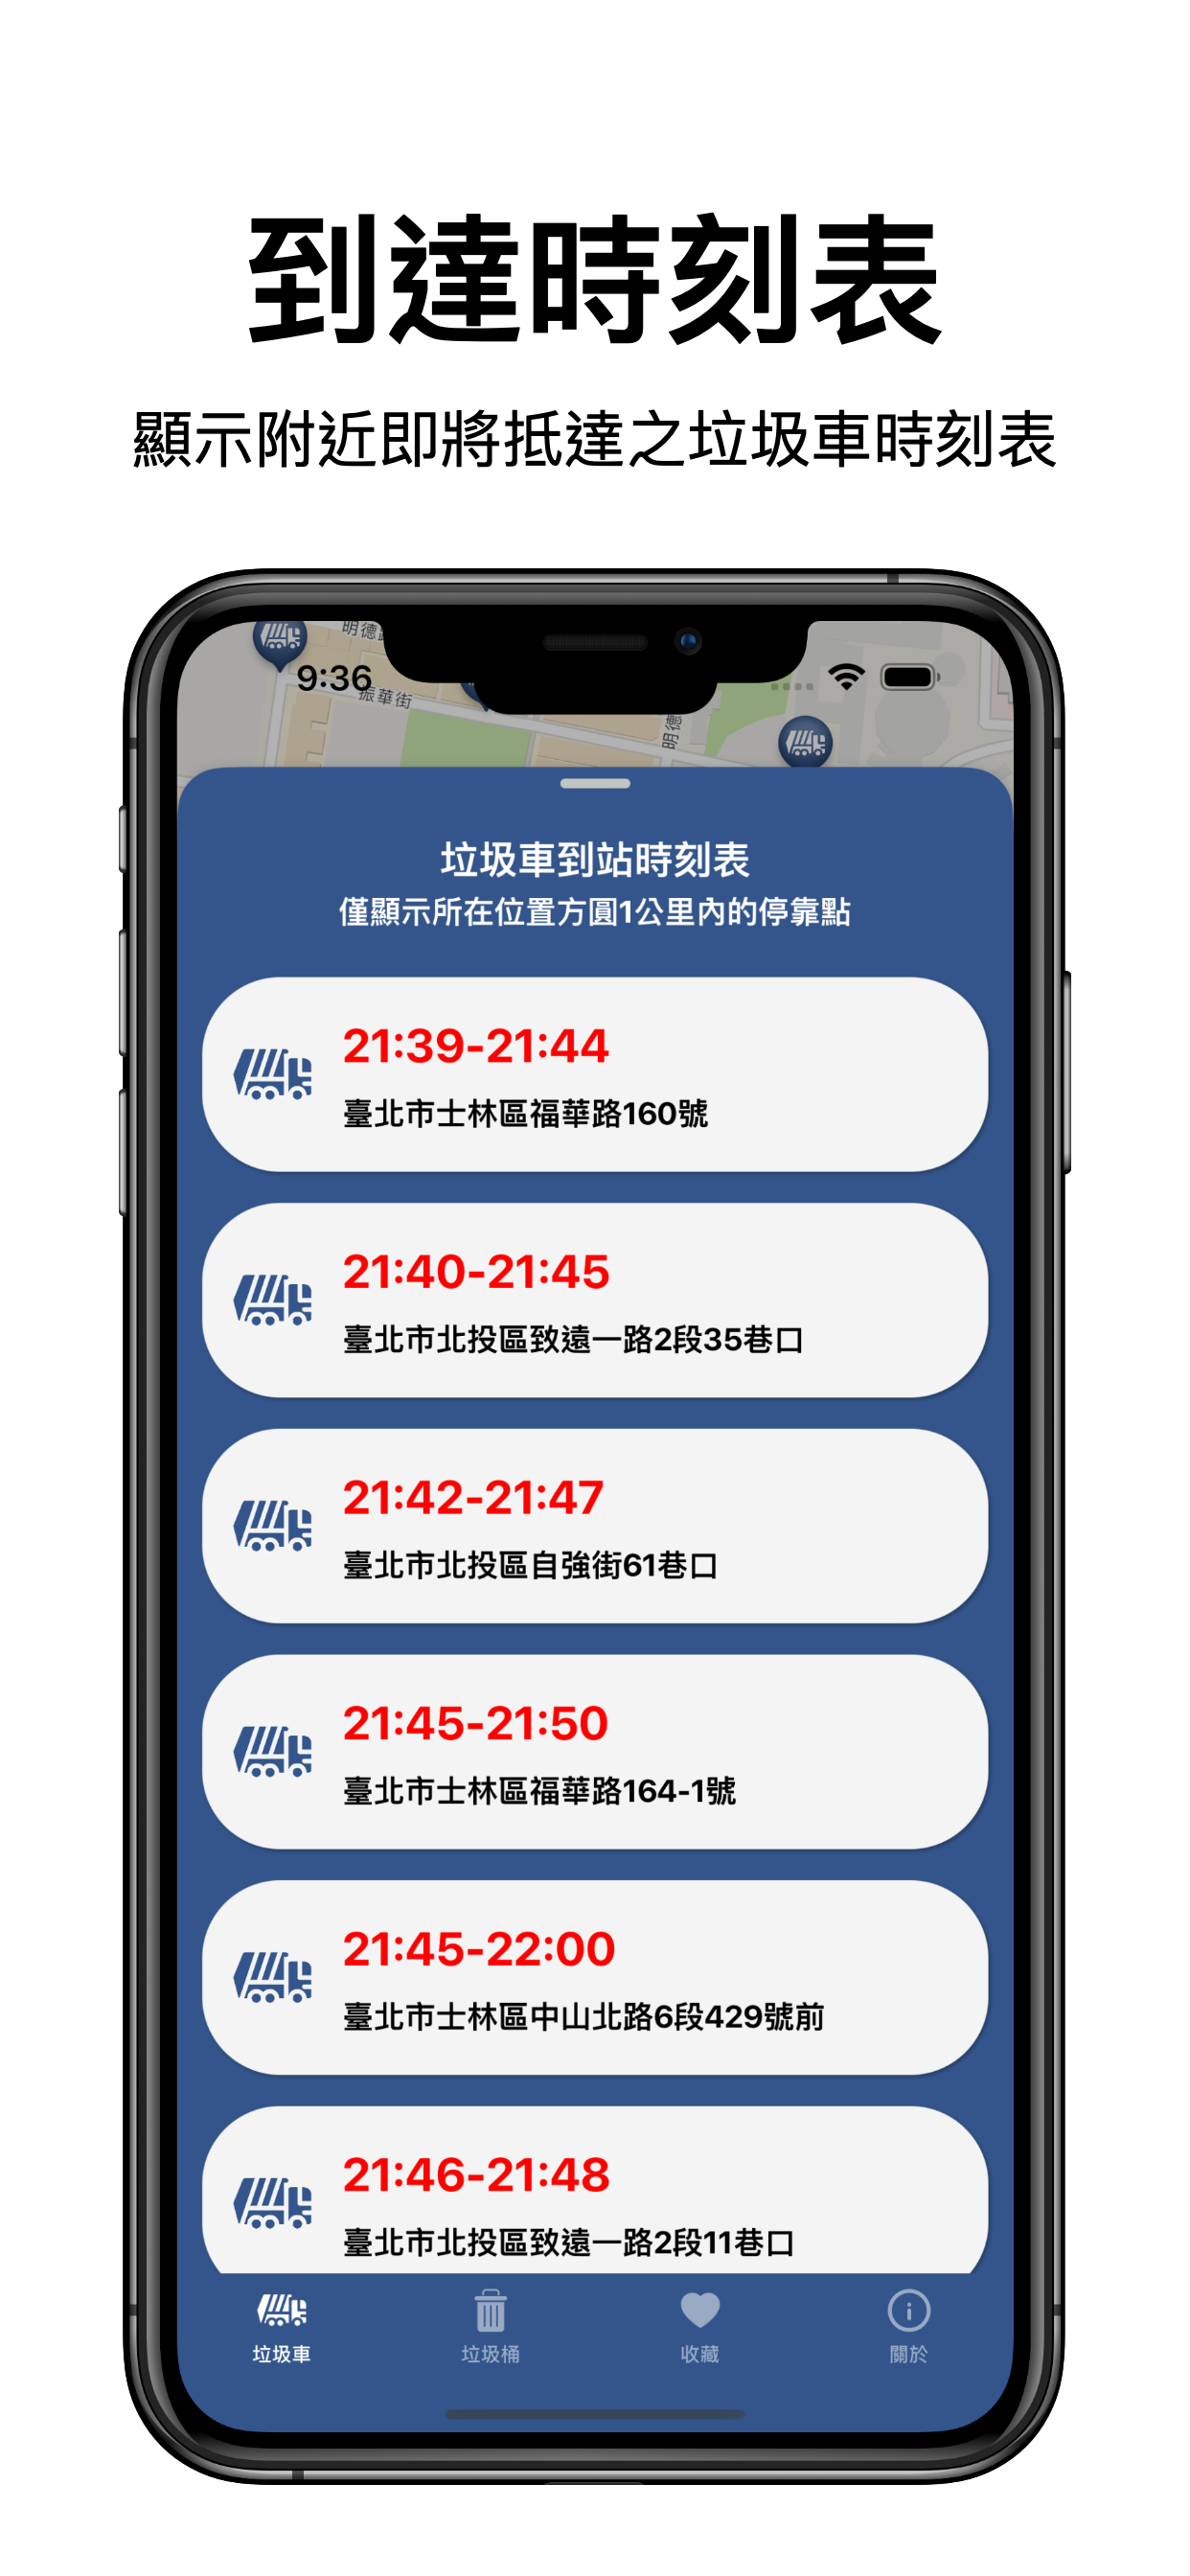 到達時刻表
顯示附近即將抵達之垃圾車時刻表
明德
9:36
振華街
明德
垃圾車到站時刻表
僅顯示所在位置方圓1公里內的停靠點
21:39-21:44
臺北市士林區福華路160號
21:40-21:45
臺北市北投區致遠一路2段35巷口
21:42-21:47
臺北市北投區自強街61巷口
21:45-21:50
臺北市士林區福華路164-1號
21:45-22:00
臺北市士林區中山北路6段429號前
21:46-21:48
臺北市北投區致遠一路2段11巷口
垃圾車
垃圾桶
收藏
關於